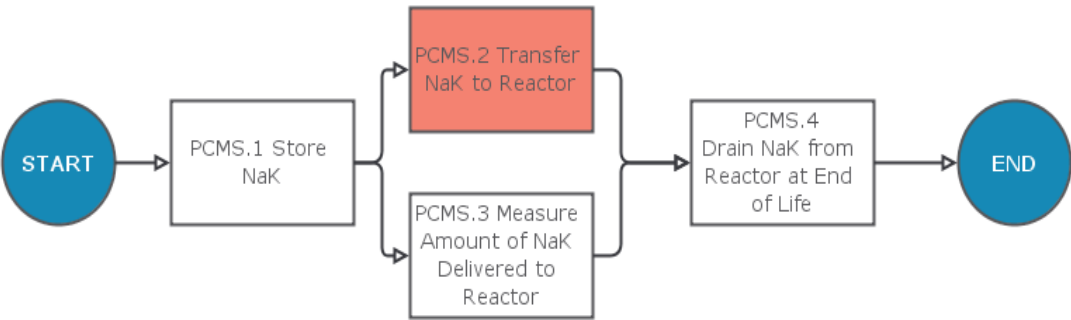 START
PCMS.1 Store
NaK
PCMS.2 Transfer
NaK to Reactor
PCMS.3 Measure
Amount of NaK
Delivered to
Reactor
PCMS.4
Drain NaK from
Reactor at End
of Life
END